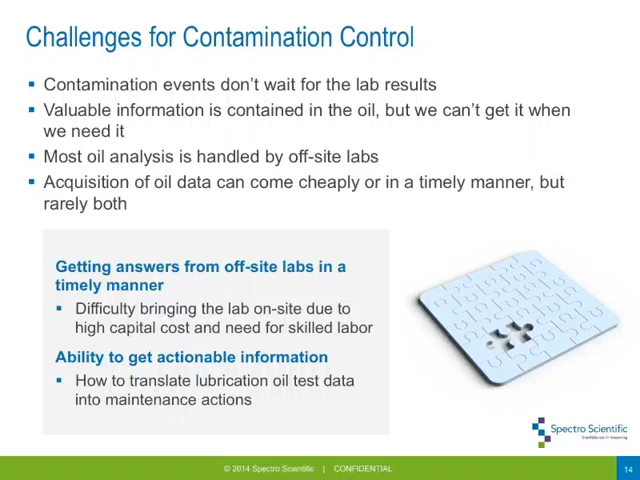 Challenges for Contamination Control
▪ Contamination events don't wait for the lab results
▪ Valuable information is contained in the oil, but we can't get it when
we need it
▪ Most oil analysis is handled by off-site labs
▪ Acquisition of oil data can come cheaply or in a timely manner, but
rarely both
Getting answers from off-site labs in a
timely manner
▪ Difficulty bringing the lab on-site due to
high capital cost and need for skilled labor
Ability to get actionable information
▪ How to translate lubrication oil test data
into maintenance actions
Spectro Scientific
Confidence in Knowing
© 2014 Spectro Scientific | CONFIDENTIAL
14